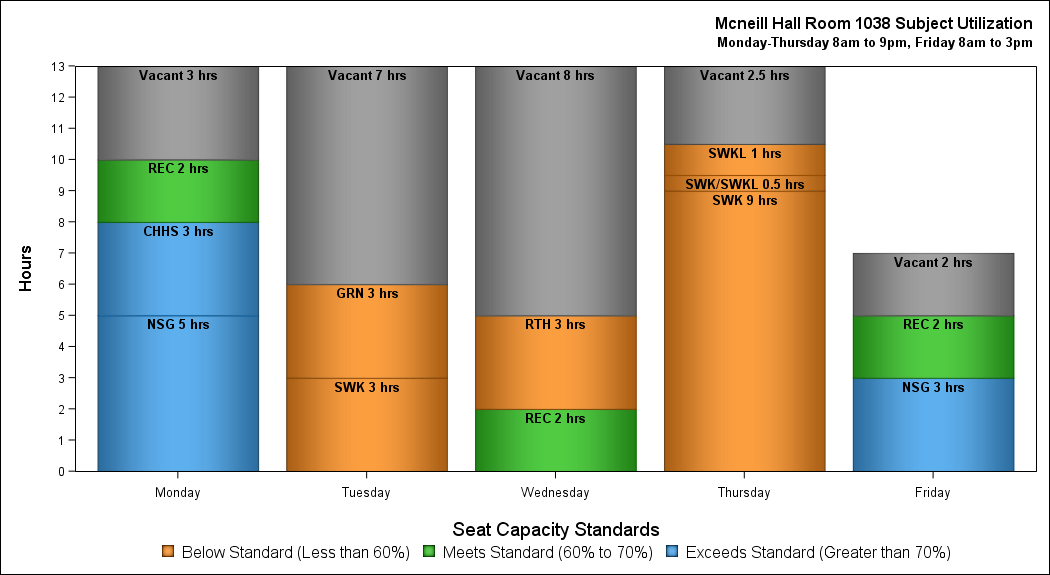 Mcneill Hall Room 1038 Subject Utilization
Monday-Thursday 8am to 9pm, Friday 8am to 3pm
Hours
13
12
11
10
9
8
7
6
5
4
3
2
1
0
Vacant 3 hrs
REC 2 hrs
CHHS 3 hrs
NSG 5 hrs
Vacant 7 hrs
GRN 3 hrs
SWK 3 hrs
Vacant 8 hrs
RTH 3 hrs
REC 2 hrs
Vacant 2.5 hrs
SWKL 1 hrs
SWK/SWKL 0.5 hrs
SWK 9 hrs
Vacant 2 hrs
REC 2 hrs
NSG 3 hrs
Monday Tuesday Wednesday Thursday Friday
Seat Capacity Standards
Below Standard (Less than 60%) Meets Standard (60% to 70%) Exceeds Standard (Greater than 70%)